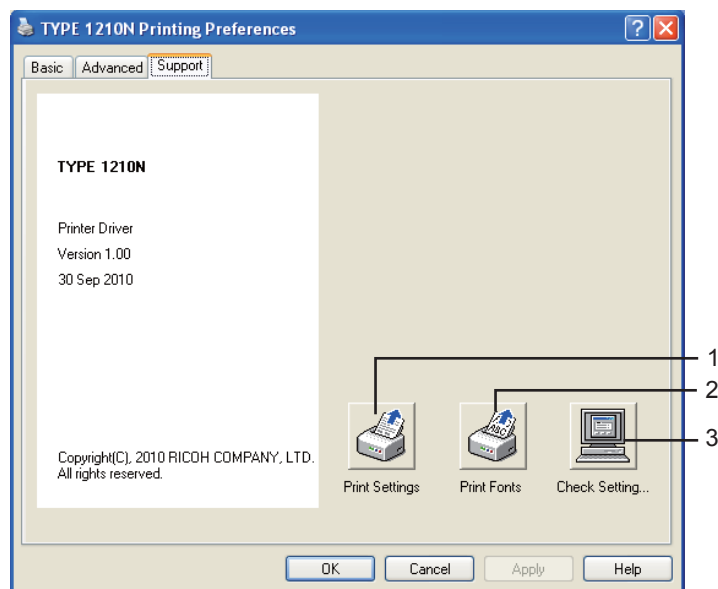 TYPE 1210N Printing Preferences
Basic Advanced Support
TYPE 1210N
Printer Driver
Version 1.00
30 Sep 2010
Copyright(C), 2010 RICOH COMPANY, LTD.
All rights reserved.
1
2
3
ABC
Print Settings Print Fonts Check Setting...
OK Cancel Apply Help